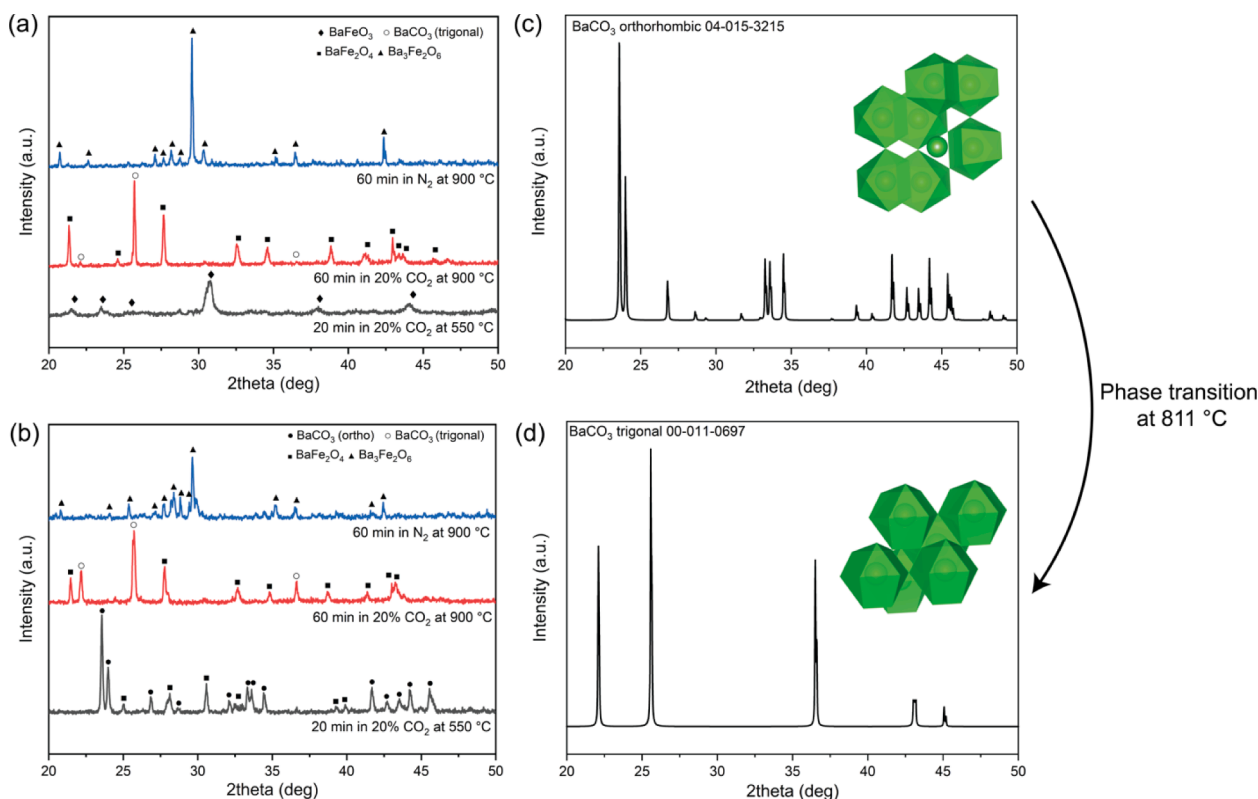 (a)
♦ BaFeO₃ ○ BaCO₃ (trigonal)
■ BaFe₂O₄ ▲ Ba₃Fe₂O₆
60 min in N₂ at 900 °C
60 min in 20% CO₂ at 900 °C
20 min in 20% CO₂ at 550 °C
Intensity (a.u.)
20 25 30 35 40 45 50
2theta (deg)
(c)
BaCO₃ orthorhombic 04-015-3215
Intensity (a.u.)
20 25 30 35 40 45 50
2theta (deg)
Phase transition
at 811 °C
(b)
● BaCO₃ (ortho) ○ BaCO₃ (trigonal)
■ BaFe₂O₄ ▲ Ba₃Fe₂O₆
60 min in N₂ at 900 °C
60 min in 20% CO₂ at 900 °C
20 min in 20% CO₂ at 550 °C
Intensity (a.u.)
20 25 30 35 40 45 50
2theta (deg)
(d)
BaCO₃ trigonal 00-011-0697
Intensity (a.u.)
20 25 30 35 40 45 50
2theta (deg)